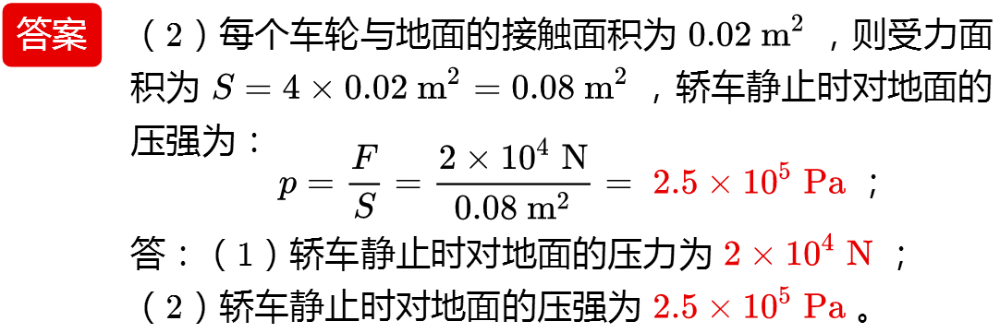 答案
（2）每个车轮与地面的接触面积为 0.02 m² ，则受力面
积为 S = 4 × 0.02 m² = 0.08 m² ，轿车静止时对地面的
压强为：
p = F/S = (2 × 10⁴ N)/(0.08 m²) = 2.5 × 10⁵ Pa ；
答：（1）轿车静止时对地面的压力为 2 × 10⁴ N ；
（2）轿车静止时对地面的压强为 2.5 × 10⁵ Pa 。